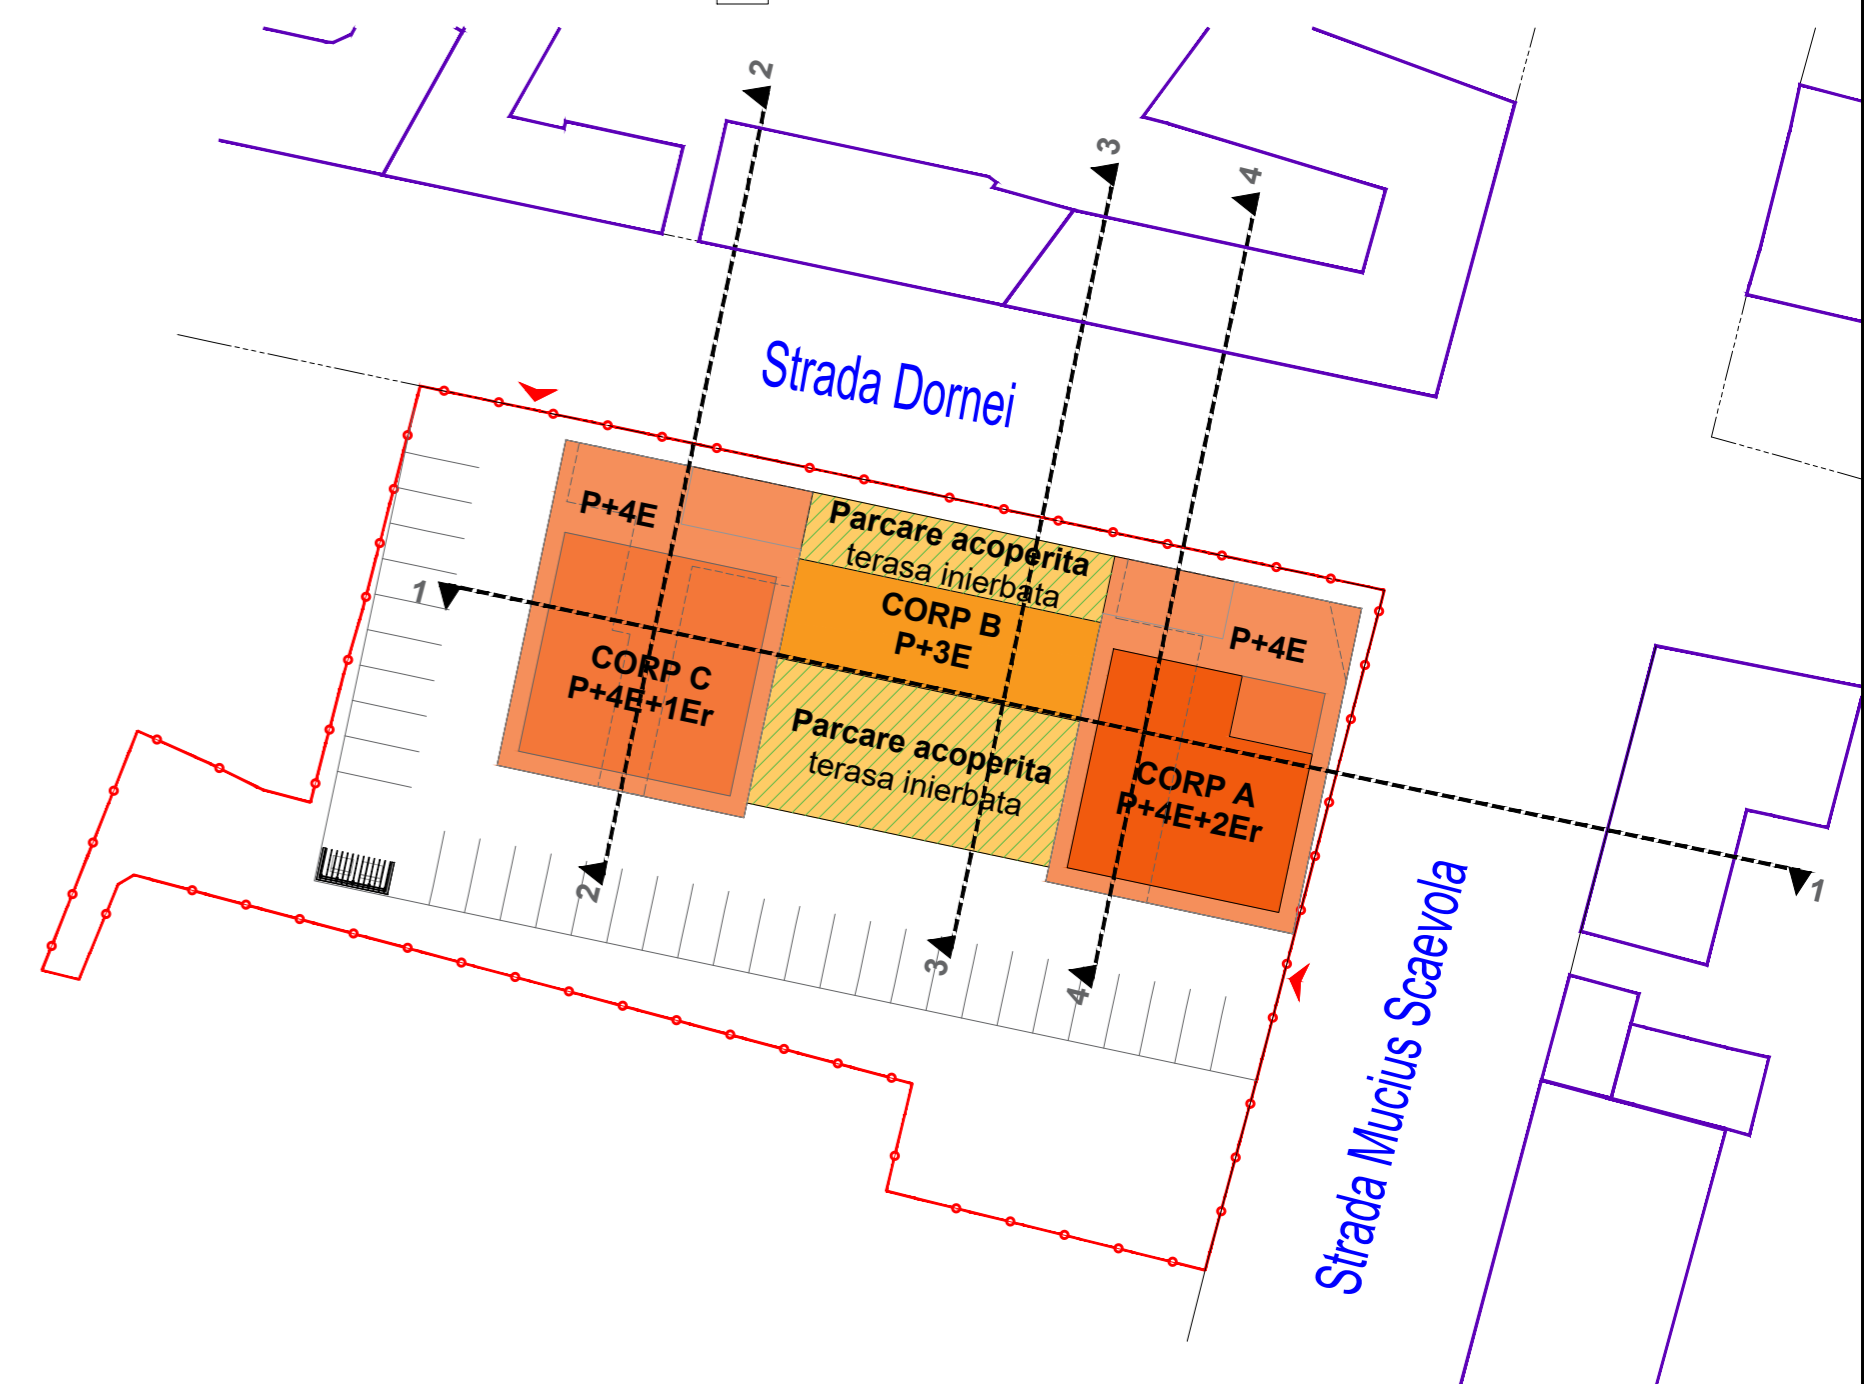 2
3
4
Strada Dornei
P+4E
Parcare acoperita
terasa inierbata
1
CORP B
P+3E
P+4E
CORP C
P+4E+1Er
Parcare acoperita
terasa inierbata
CORP A
P+4E+2Er
1
2
3
4
Strada Mucius Scaevola